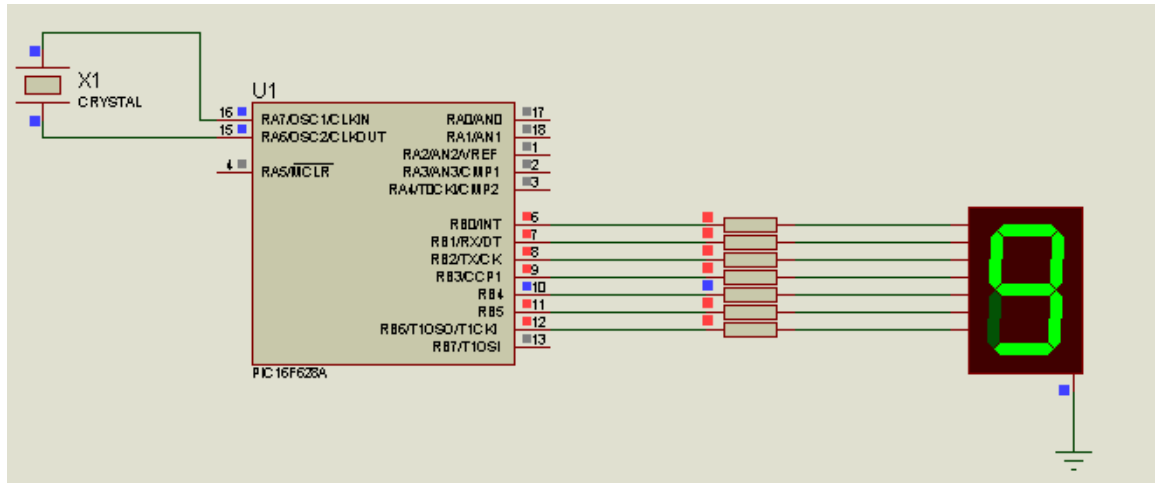 X1
CRYSTAL
U1
16 RA7/OSC1/CLKIN
15 RA6/OSC2/CLKOUT
4 RA5/MCLR
RA0/AN0 17
RA1/AN1 18
RA2/AN2/VREF 1
RA3/AN3/CMP1 2
RA4/T0CKI/CMP2 3
RB0/INT 6
RB1/RX/DT 7
RB2/TX/CK 8
RB3/CCP1 9
RB4 10
RB5 11
RB6/T1OSO/T1CKI 12
RB7/T1OSI 13
PIC16F628A
9